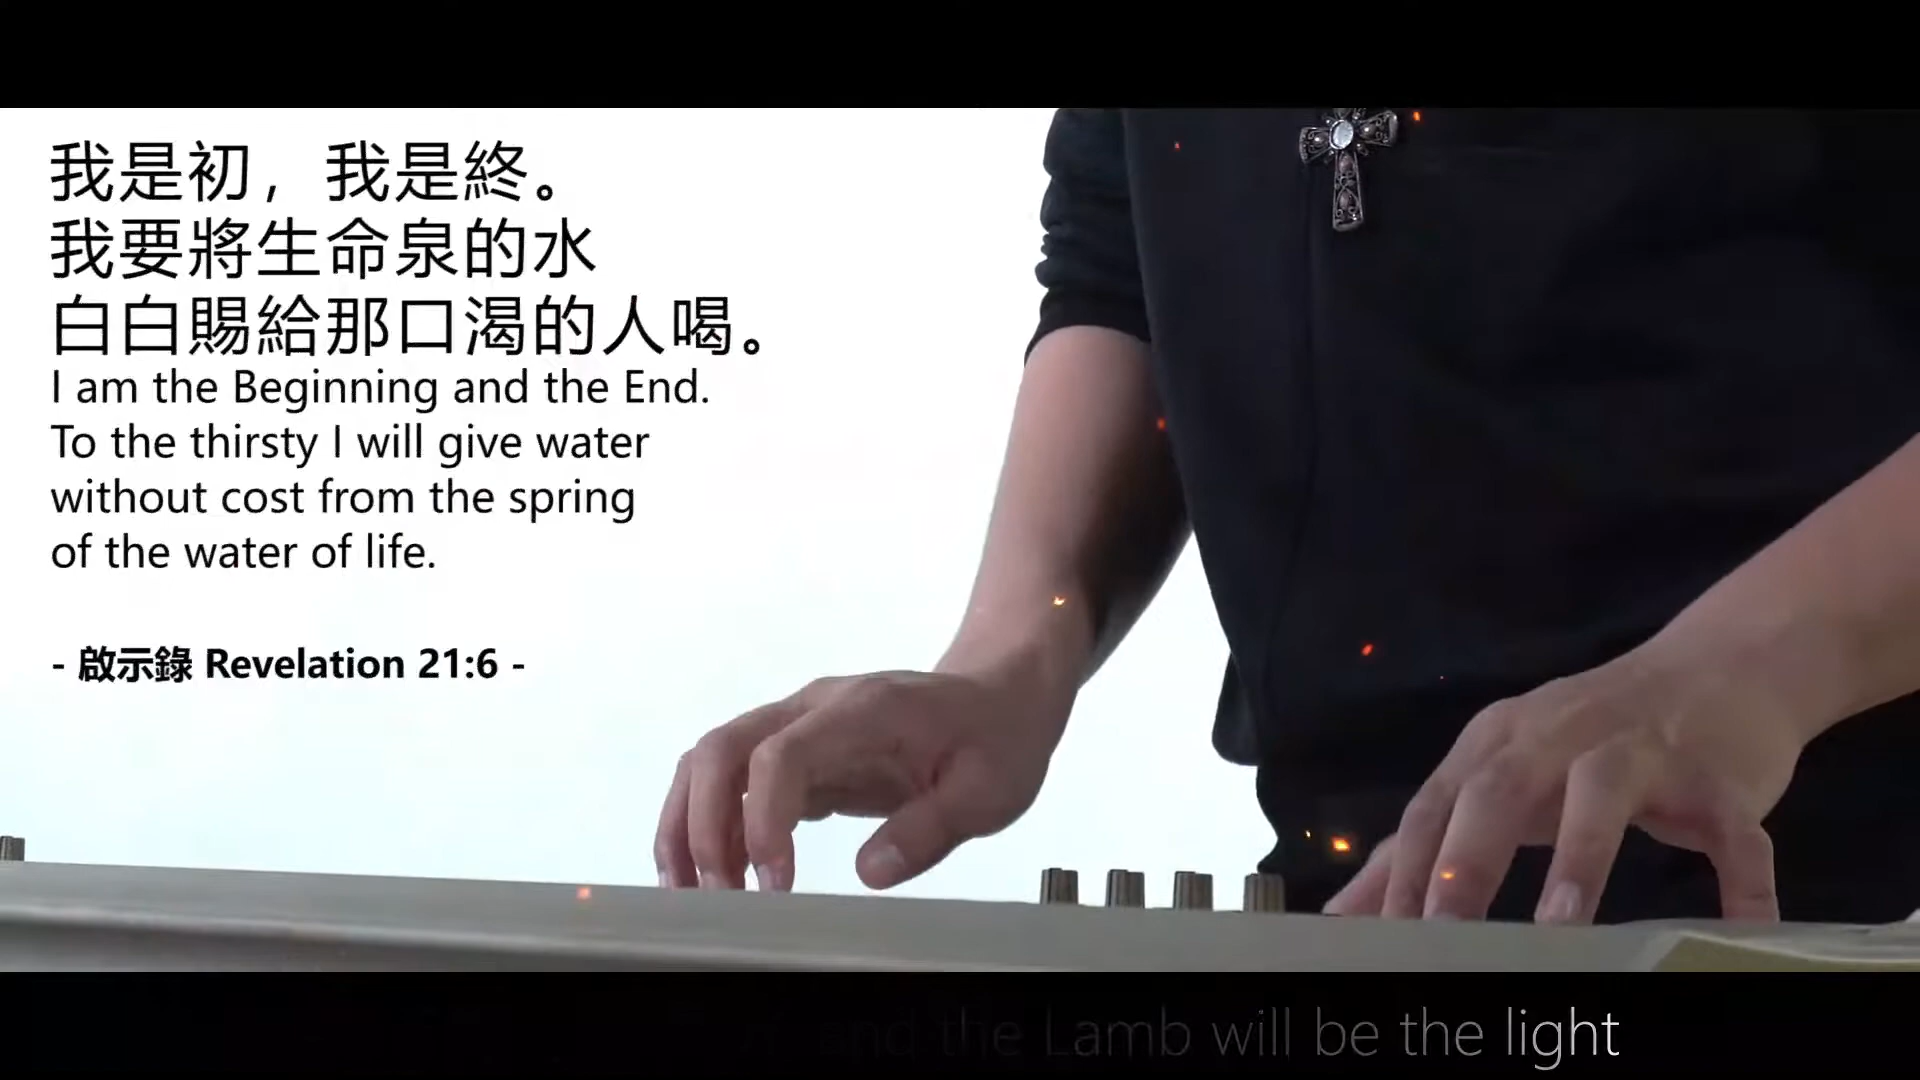 我是初，我是終。
我要將生命泉的水
白白賜給那口渴的人喝。
I am the Beginning and the End.
To the thirsty I will give water
without cost from the spring
of the water of life.
- 啟示錄 Revelation 21:6 -
and the Lamb will be the light